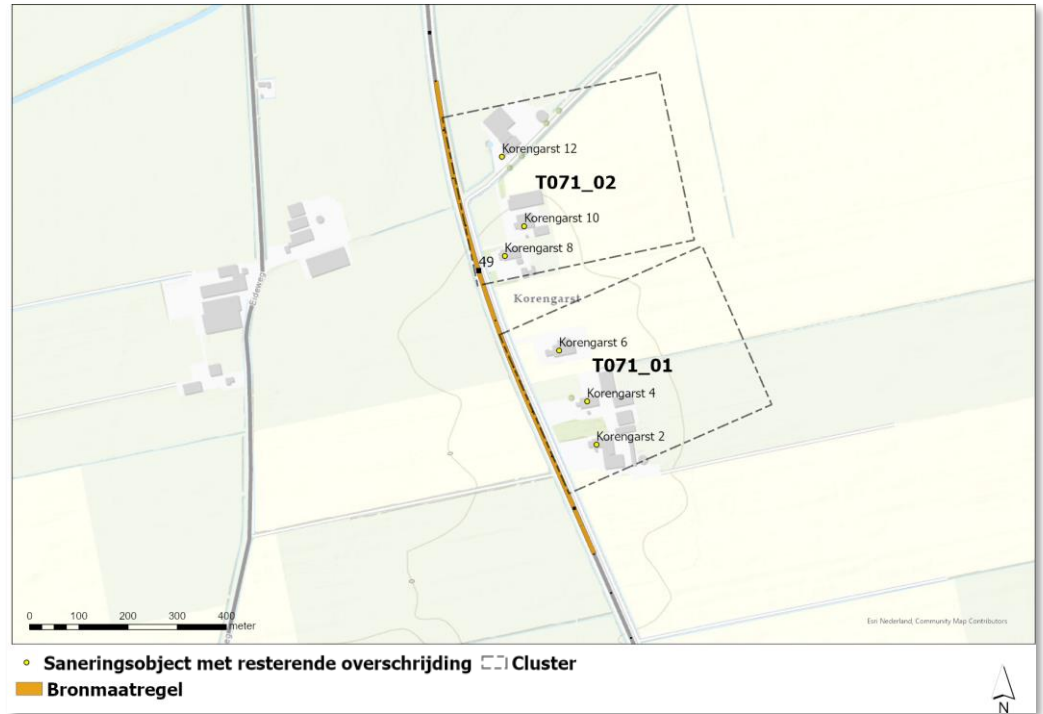 Korengarst 12
T071_02
Korengarst 10
Korengarst 8
49
Korengarst
Eideweg
Korengarst 6
T071_01
Korengarst 4
Korengarst 2
0 100 200 300 400
meter
Esri Nederland, Community Map Contributors
Saneringsobject met resterende overschrijding Cluster
Bronmaatregel
N